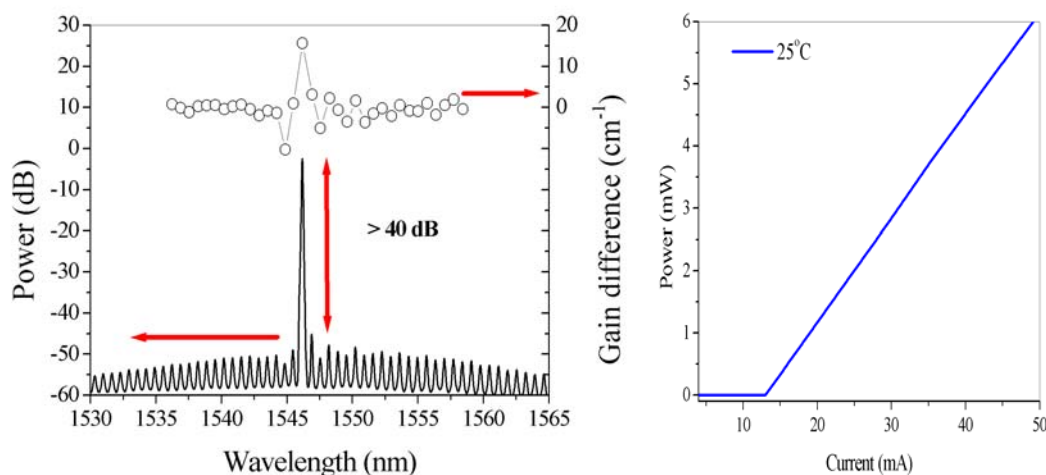 30
20
10
0
-10
-20
-30
-40
-50
-60
Power (dB)
1530
1540 1545 1550 1555 1560 1565
Wavelength (nm)
20
10
0
Gain difference (cm-1)
> 40 dB
25°C
6
5
4
3
2
1
0
Power (mW)
10 20 30 40 50
Current (mA)